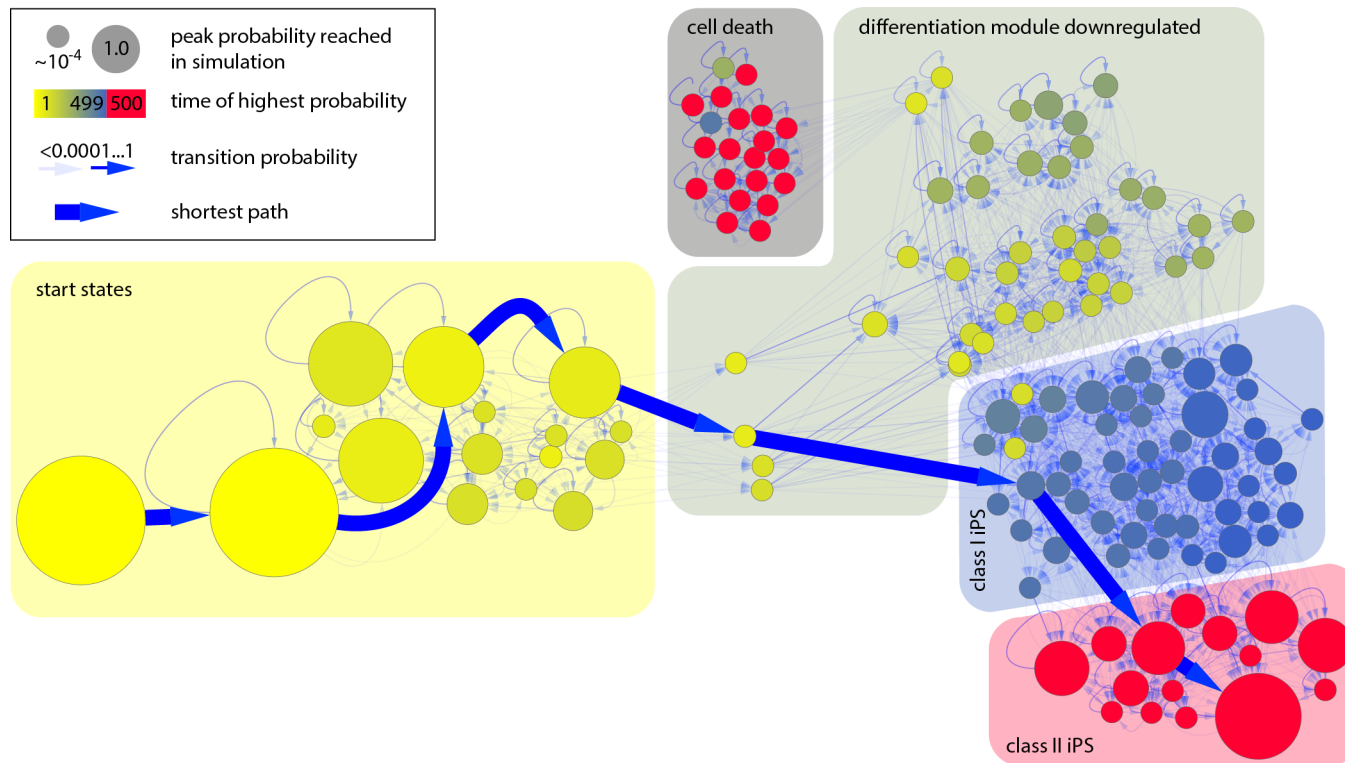 ~10⁻⁴
1.0
peak probability reached
in simulation
1 499 500
time of highest probability
<0.0001...1
transition probability
shortest path
cell death
differentiation module downregulated
start states
class I iPS
class II iPS